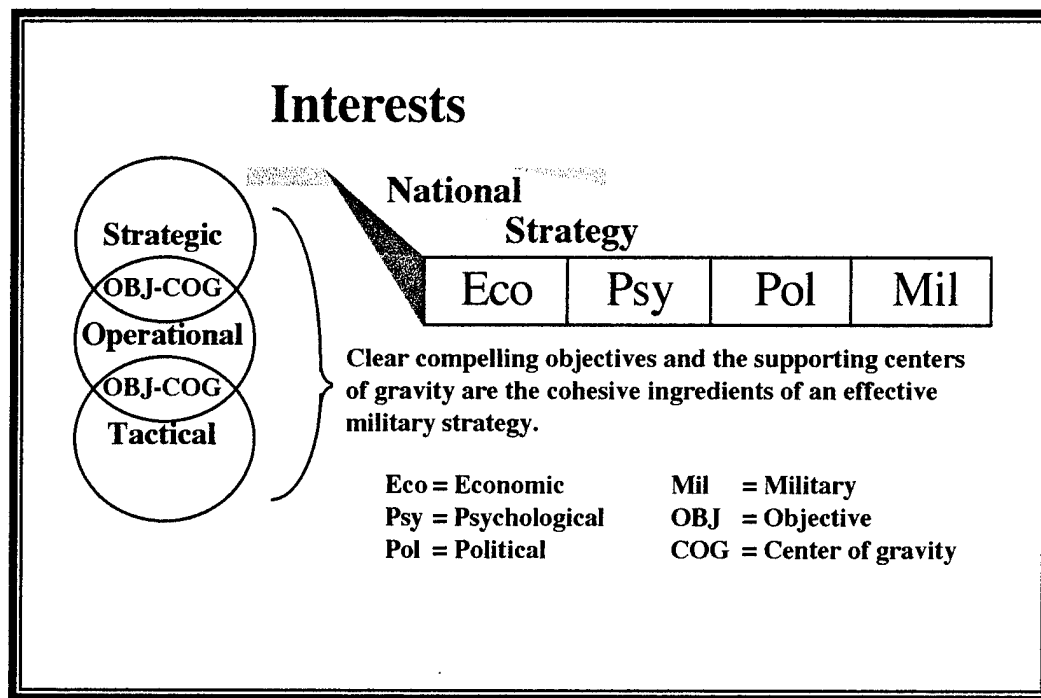 Interests
National
Strategy
Strategic
OBJ-COG
Operational
OBJ-COG
Tactical
Eco Psy Pol Mil
Clear compelling objectives and the supporting centers
of gravity are the cohesive ingredients of an effective
military strategy.
Eco = Economic Mil = Military
Psy = Psychological OBJ = Objective
Pol = Political COG = Center of gravity